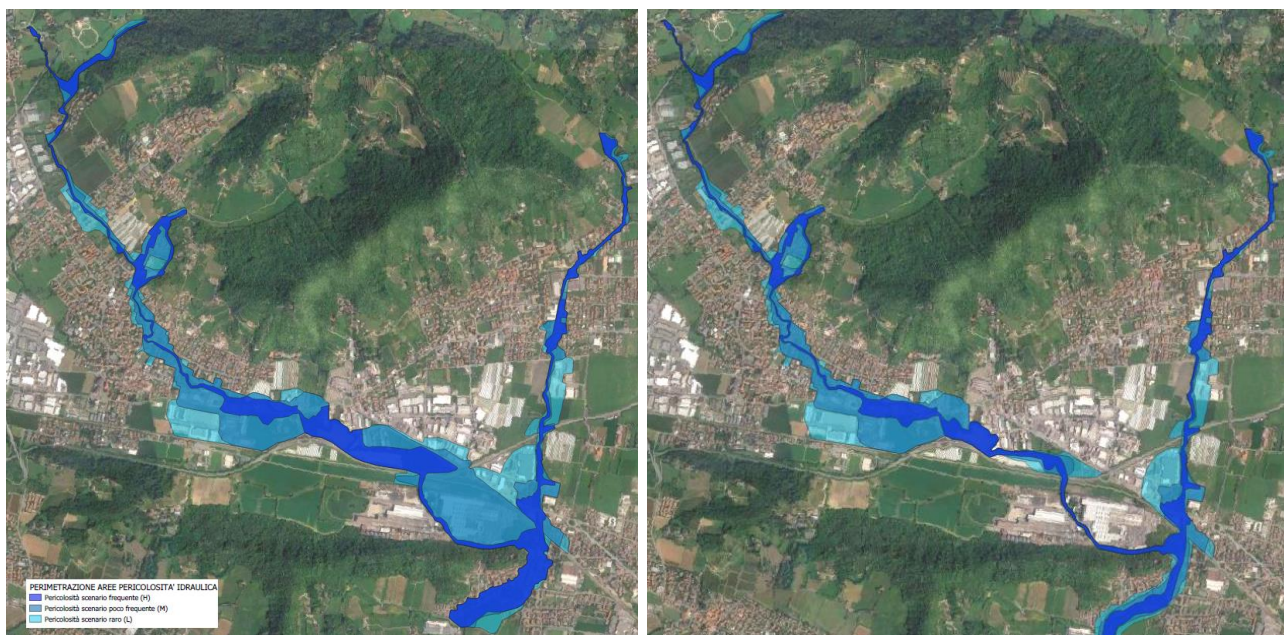 PERIMETRAZIONE AREE PERICOLOSITA' IDRAULICA
Pericolosità scenario frequente (H)
Pericolosità scenario poco frequente (M)
Pericolosità scenario raro (L)